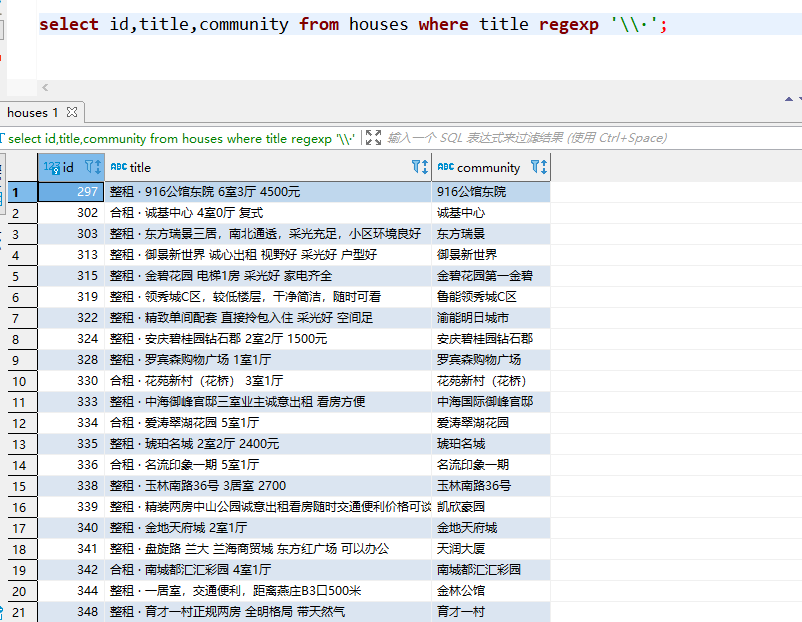 select id,title,community from houses where title regexp '\\·';
houses 1
select id,title,community from houses where title regexp '\\·'
输入一个 SQL 表达式来过滤结果 (使用 Ctrl+Space)
123 id ABC title ABC community
1 297 整租 · 916公馆东院 6室3厅 4500元 916公馆东院
2 302 合租 · 诚基中心 4室0厅 复式 诚基中心
3 303 整租 · 东方瑞景三居，南北通透，采光充足，小区环境良好 东方瑞景
4 313 整租 · 御景新世界 诚心出租 视野好 采光好 户型好 御景新世界
5 315 整租 · 金碧花园 电梯1房 采光好 家电齐全 金碧花园第一金碧
6 319 整租 · 领秀城C区，较低楼层，干净简洁，随时可看 鲁能领秀城C区
7 322 整租 · 精致单间配套 直接拎包入住 采光好 空间足 渝能明日城市
8 324 整租 · 安庆碧桂园钻石郡 2室2厅 1500元 安庆碧桂园钻石郡
9 328 整租 · 罗宾森购物广场 1室1厅 罗宾森购物广场
10 330 合租 · 花苑新村（花桥） 3室1厅 花苑新村（花桥）
11 333 整租 · 中海御峰官邸三室业主诚意出租 看房方便 中海国际御峰官邸
12 334 合租 · 爱涛翠湖花园 5室1厅 爱涛翠湖花园
13 335 整租 · 琥珀名城 2室2厅 2400元 琥珀名城
14 336 合租 · 名流印象一期 5室1厅 名流印象一期
15 338 整租 · 玉林南路36号 3居室 2700 玉林南路36号
16 339 整租 · 精装两房中山公园诚意出租看房随时交通便利价格可谈 凯欣豪园
17 340 整租 · 金地天府城 2室1厅 金地天府城
18 341 整租 · 盘旋路 兰大 兰海商贸城 东方红广场 可以办公 天润大厦
19 342 合租 · 南城都汇汇彩园 4室1厅 南城都汇汇彩园
20 344 整租 · 一居室，交通便利，距离燕庄B3口500米 金林公馆
21 348 整租 · 育才一村正规两房 全明格局 带天然气 育才一村